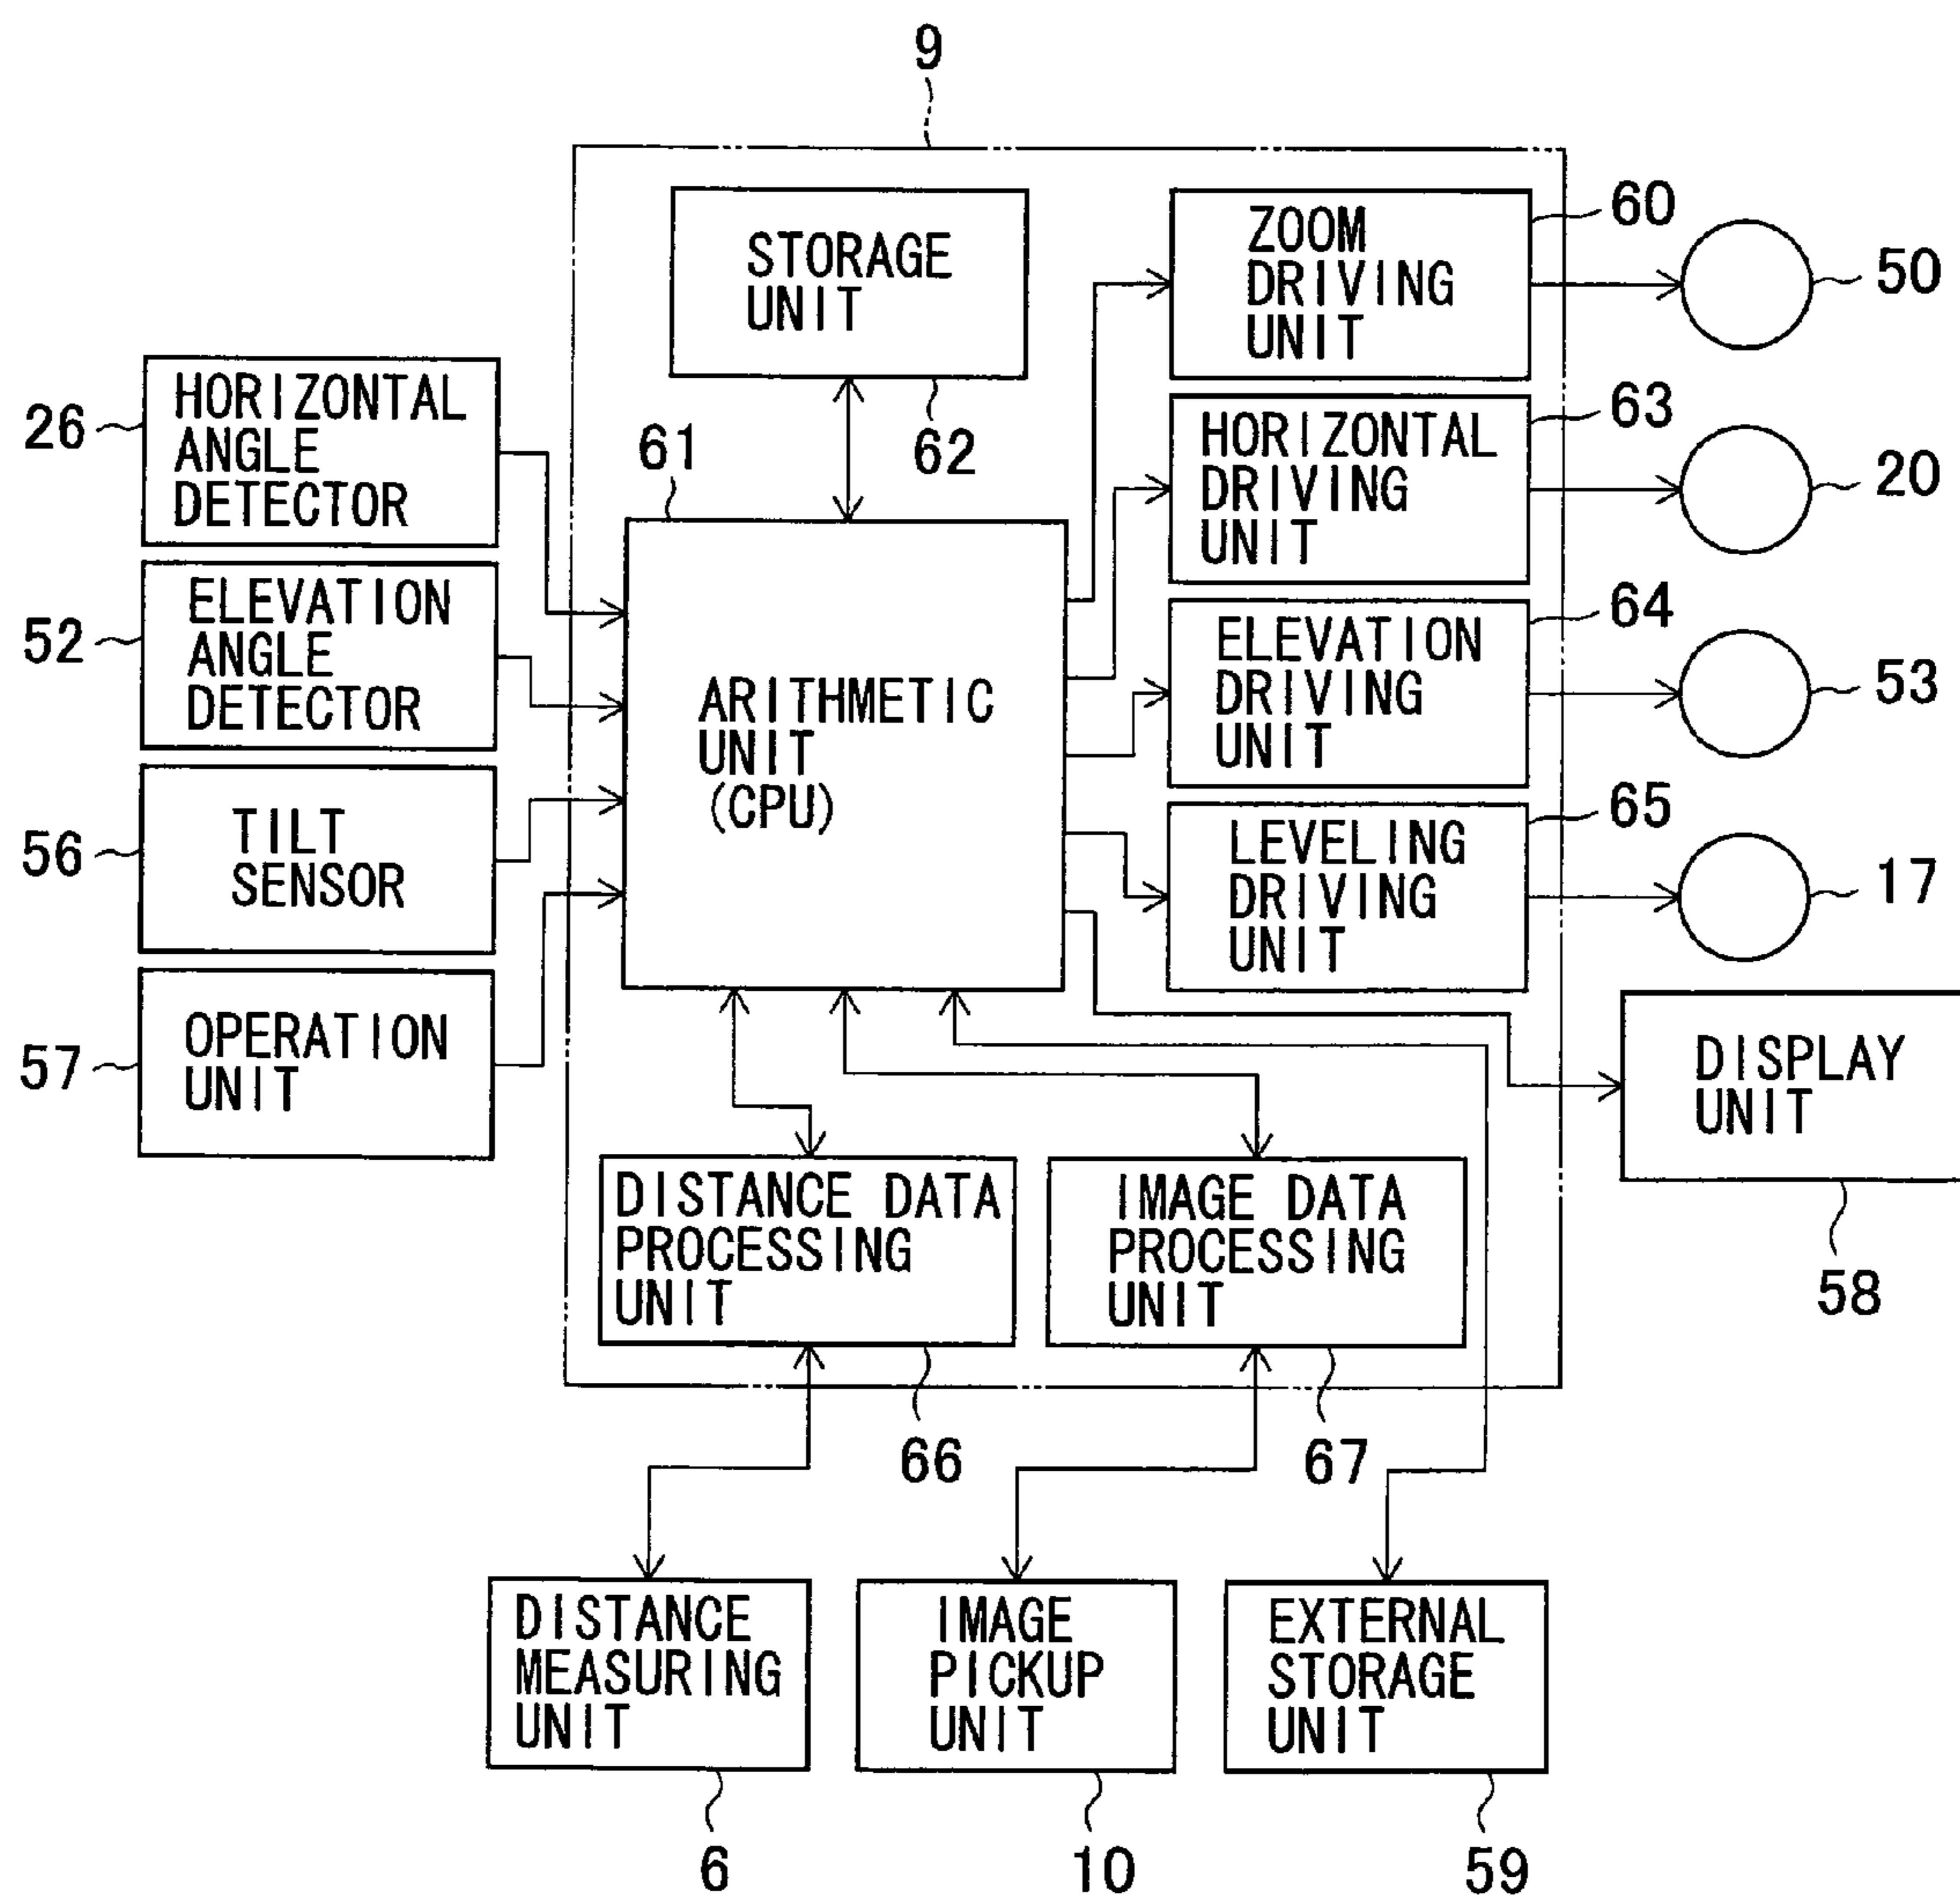 9
STORAGE
UNIT
62
ZOOM
DRIVING
UNIT
60
50
HORIZONTAL
ANGLE
DETECTOR
26
61
HORIZONTAL
DRIVING
UNIT
63
20
ELEVATION
ANGLE
DETECTOR
52
ARITHMETIC
UNIT
(CPU)
ELEVATION
DRIVING
UNIT
64
53
TILT
SENSOR
56
LEVELING
DRIVING
UNIT
65
17
OPERATION
UNIT
57
DISPLAY
UNIT
58
DISTANCE DATA
PROCESSING
UNIT
66
IMAGE DATA
PROCESSING
UNIT
67
DISTANCE
MEASURING
UNIT
6
IMAGE
PICKUP
UNIT
10
EXTERNAL
STORAGE
UNIT
59